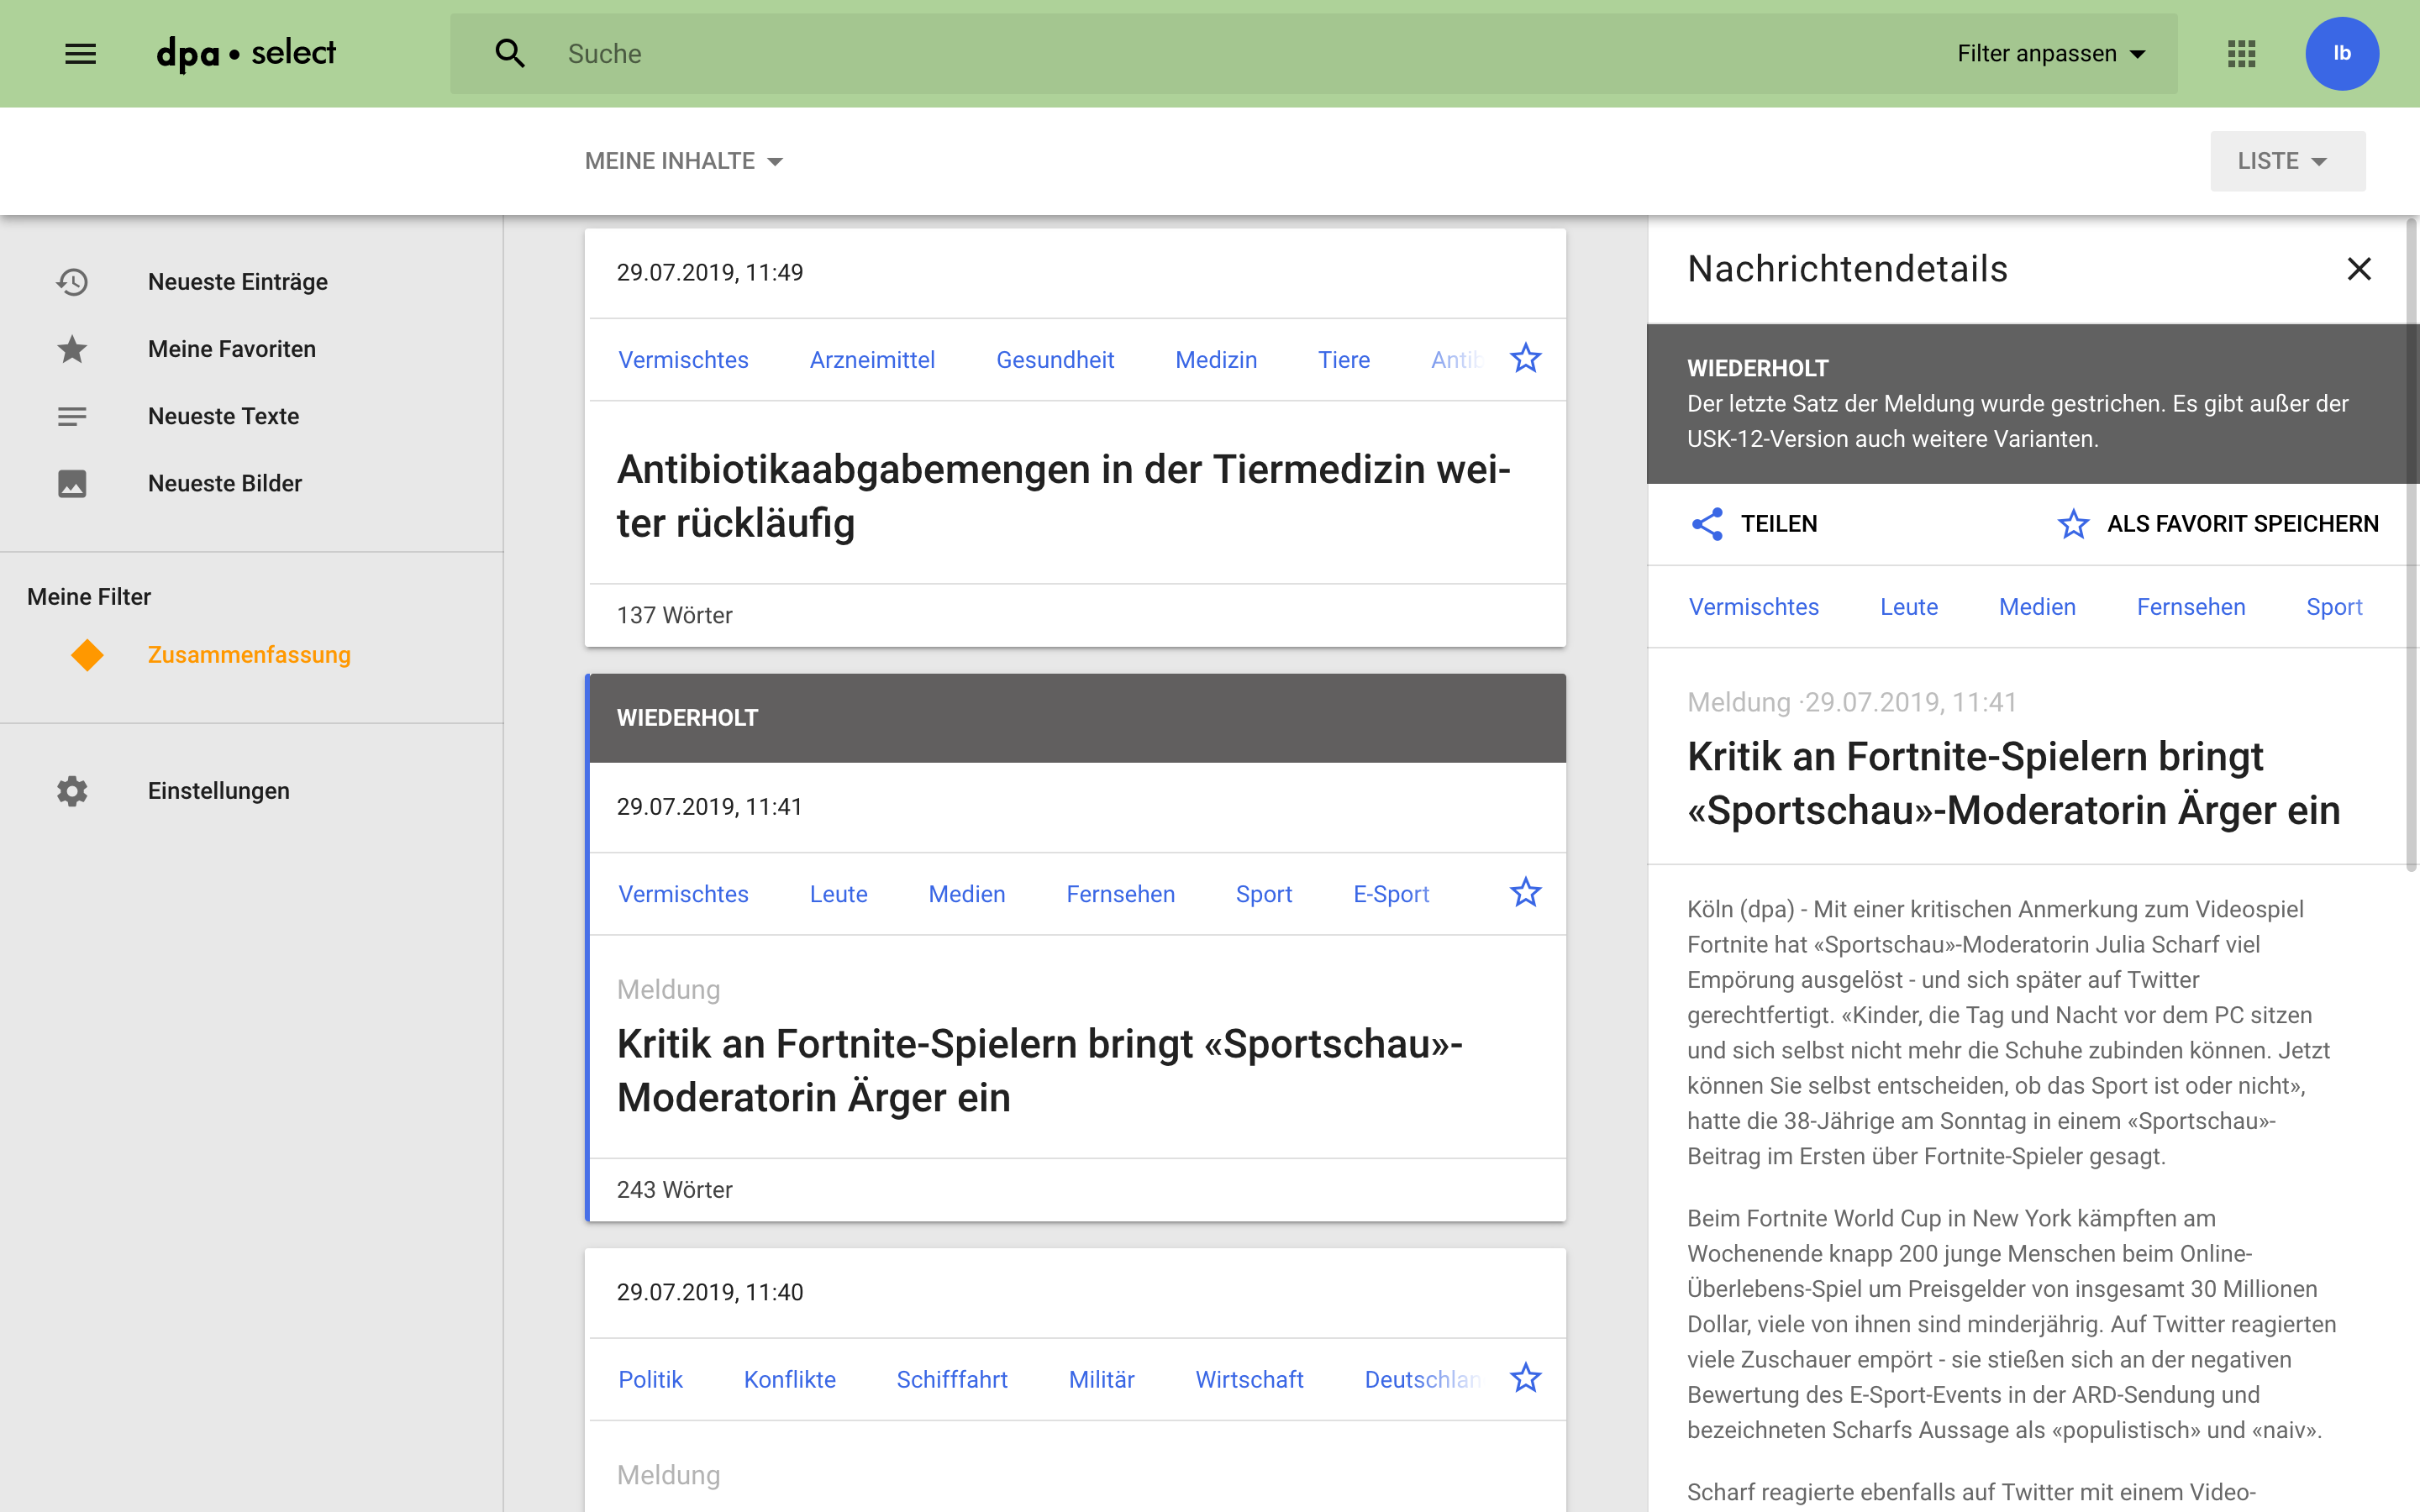 dpa • select
Suche
Filter anpassen
lb
MEINE INHALTE
LISTE
Neueste Einträge
Meine Favoriten
Neueste Texte
Neueste Bilder
Meine Filter
Zusammenfassung
Einstellungen
29.07.2019, 11:49
Vermischtes Arzneimittel Gesundheit Medizin Tiere Antib
Antibiotikaabgabemengen in der Tiermedizin wei-
ter rückläufig
137 Wörter
WIEDERHOLT
29.07.2019, 11:41
Vermischtes Leute Medien Fernsehen Sport E-Sport
Meldung
Kritik an Fortnite-Spielern bringt «Sportschau»-
Moderatorin Ärger ein
243 Wörter
29.07.2019, 11:40
Politik Konflikte Schifffahrt Militär Wirtschaft Deutschlan
Meldung
Nachrichtendetails
WIEDERHOLT
Der letzte Satz der Meldung wurde gestrichen. Es gibt außer der
USK-12-Version auch weitere Varianten.
TEILEN
ALS FAVORIT SPEICHERN
Vermischtes Leute Medien Fernsehen Sport
Meldung ·29.07.2019, 11:41
Kritik an Fortnite-Spielern bringt
«Sportschau»-Moderatorin Ärger ein
Köln (dpa) - Mit einer kritischen Anmerkung zum Videospiel
Fortnite hat «Sportschau»-Moderatorin Julia Scharf viel
Empörung ausgelöst - und sich später auf Twitter
gerechtfertigt. «Kinder, die Tag und Nacht vor dem PC sitzen
und sich selbst nicht mehr die Schuhe zubinden können. Jetzt
können Sie selbst entscheiden, ob das Sport ist oder nicht»,
hatte die 38-Jährige am Sonntag in einem «Sportschau»-
Beitrag im Ersten über Fortnite-Spieler gesagt.
Beim Fortnite World Cup in New York kämpften am
Wochenende knapp 200 junge Menschen beim Online-
Überlebens-Spiel um Preisgelder von insgesamt 30 Millionen
Dollar, viele von ihnen sind minderjährig. Auf Twitter reagierten
viele Zuschauer empört - sie stießen sich an der negativen
Bewertung des E-Sport-Events in der ARD-Sendung und
bezeichneten Scharfs Aussage als «populistisch» und «naiv».
Scharf reagierte ebenfalls auf Twitter mit einem Video-